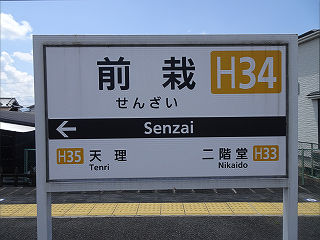 前栽 H34
せんざい
← Senzai
H35 天理 二階堂 H33
Tenri Nikaido